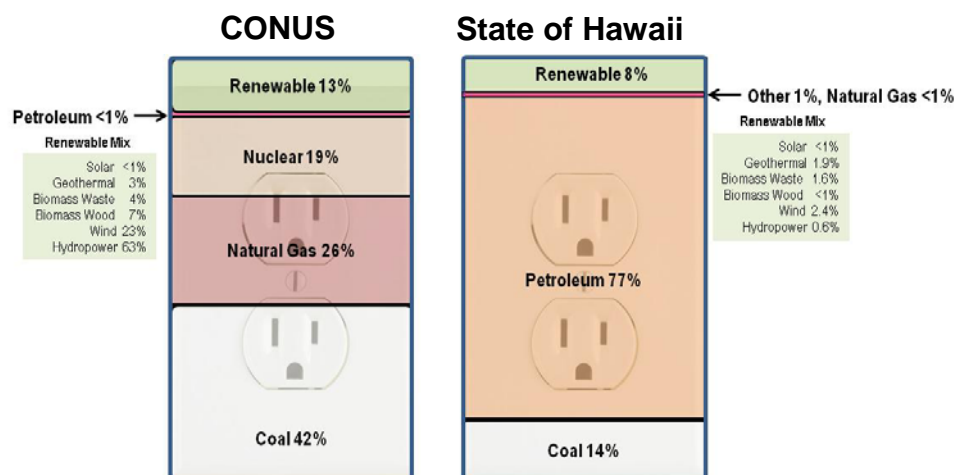 CONUS
Renewable 13%
Petroleum <1%
Renewable Mix
Solar <1%
Geothermal 3%
Biomass Waste 4%
Biomass Wood 7%
Wind 23%
Hydropower 63%
Nuclear 19%
Natural Gas 26%
Coal 42%
State of Hawaii
Renewable 8%
Other 1%, Natural Gas <1%
Renewable Mix
Solar <1%
Geothermal 1.9%
Biomass Waste 1.6%
Biomass Wood <1%
Wind 2.4%
Hydropower 0.6%
Petroleum 77%
Coal 14%